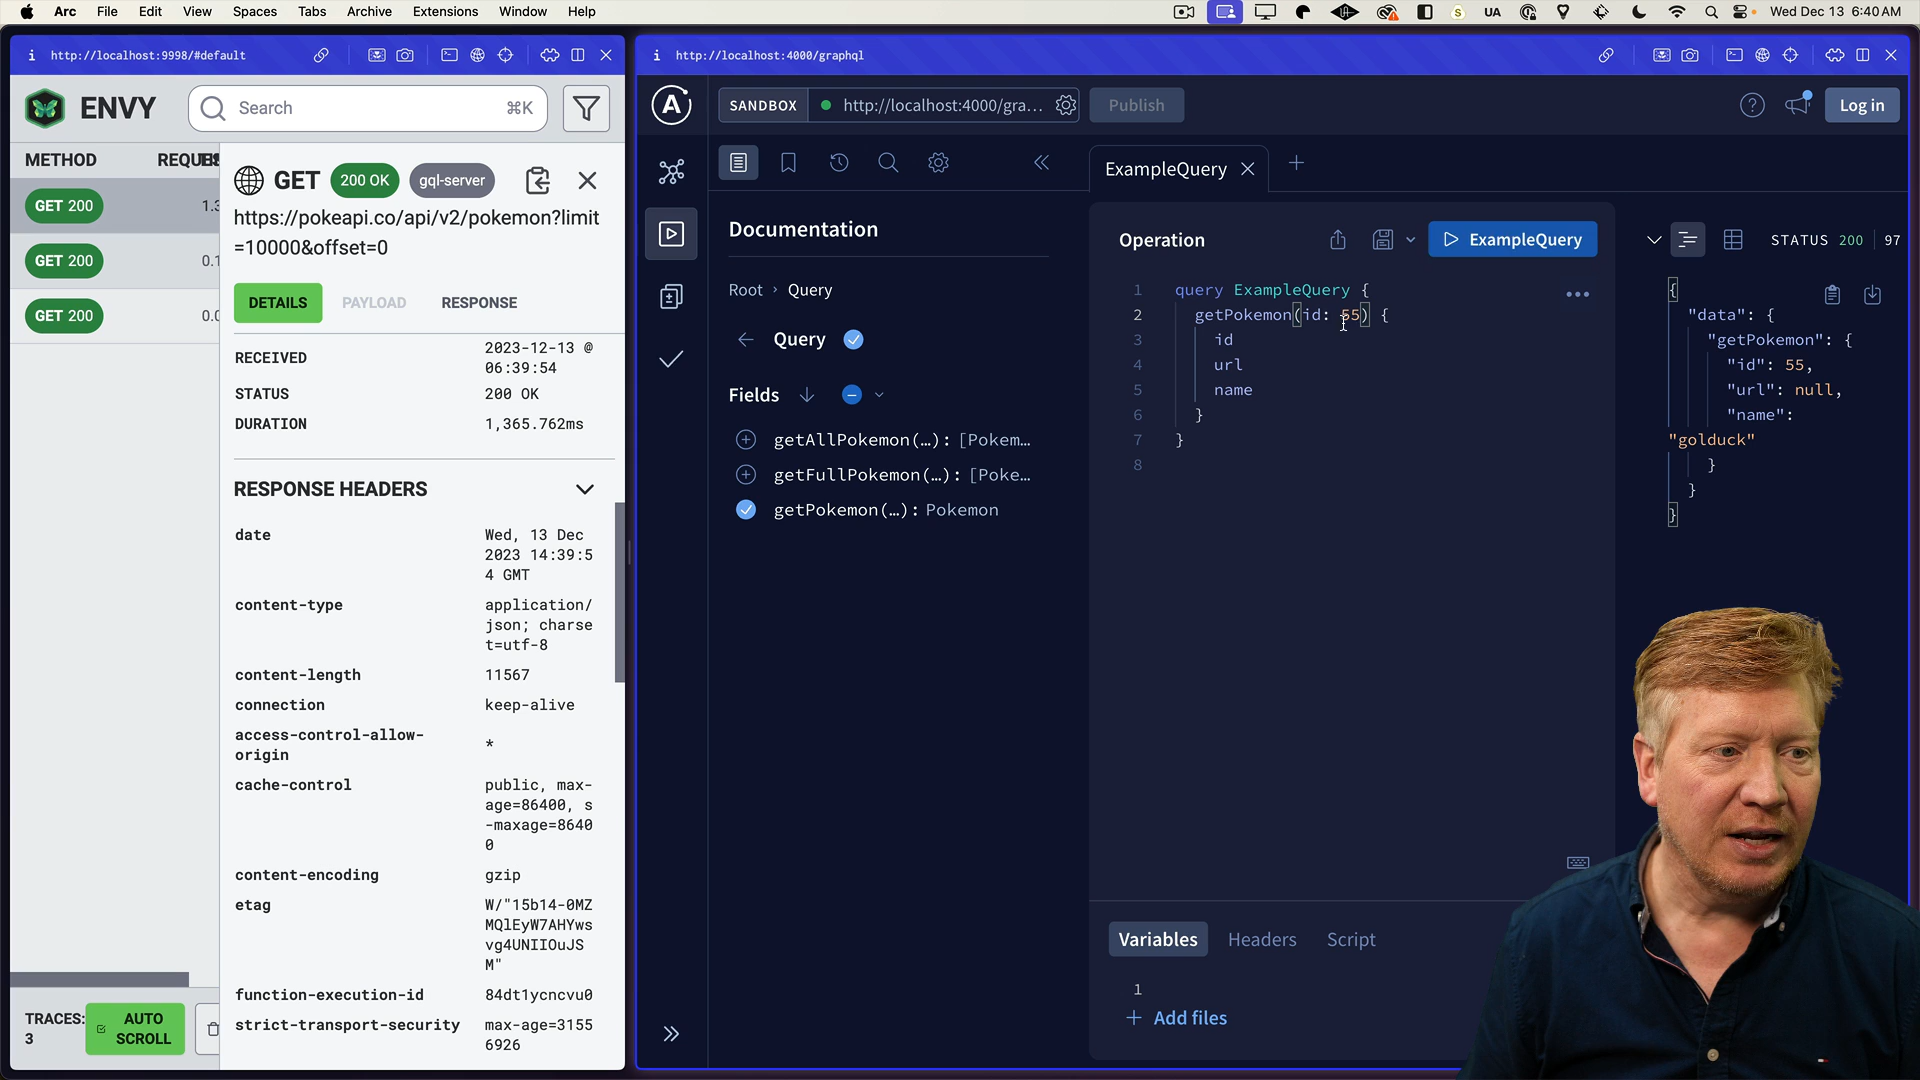 Arc File Edit View Spaces Tabs Archive Extensions Window Help
UA
Wed Dec 13 6:40 AM
http://localhost:9998/#default
ENVY
Search
⌘K
METHOD
GET 200
1.3
GET 200
0.1
GET 200
0.0
TRACES:
3
AUTO
SCROLL
GET 200 OK gql-server
https://pokeapi.co/api/v2/pokemon?limit
=10000&offset=0
DETAILS PAYLOAD RESPONSE
RECEIVED
2023-12-13 @
06:39:54
STATUS
200 OK
DURATION
1,365.762ms
RESPONSE HEADERS
date
Wed, 13 Dec
2023 14:39:5
4 GMT
content-type
application/
json; charse
t=utf-8
content-length
11567
connection
keep-alive
access-control-allow-
origin
*
cache-control
public, max-
age=86400, s
-maxage=8640
0
content-encoding
gzip
etag
W/"15b14-0MZ
MQlEyW7AHYws
vg4UNIIOuJS
M"
function-execution-id
84dt1ycncvu0
strict-transport-security
max-age=3155
6926
http://localhost:4000/graphql
SANDBOX
http://localhost:4000/gra...
Publish
Log in
Documentation
Root › Query
Query
Fields
getAllPokemon(…): [Pokem…
getFullPokemon(…): [Poke…
getPokemon(…): Pokemon
ExampleQuery
Operation
ExampleQuery
1 query ExampleQuery {
2 getPokemon(id: 55) {
3 id
4 url
5 name
6 }
7 }
8
Variables Headers Script
1
+ Add files
STATUS 200 97
{
"data": {
"getPokemon": {
"id": 55,
"url": null,
"name":
"golduck"
}
}
}